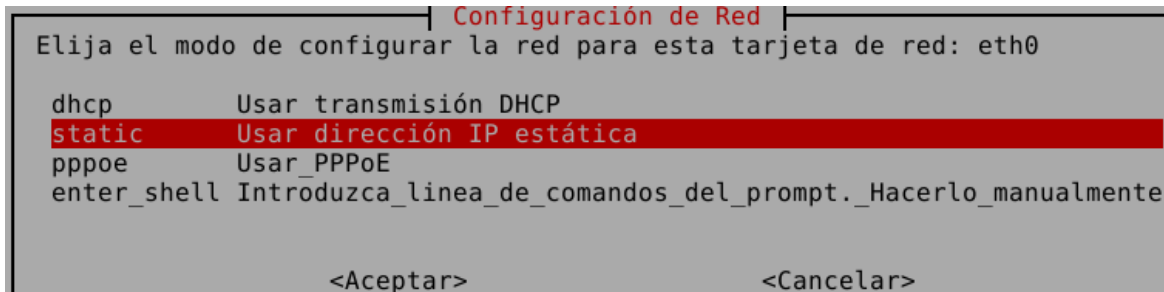 Configuración de Red
Elija el modo de configurar la red para esta tarjeta de red: eth0
dhcp Usar transmisión DHCP
static Usar dirección IP estática
pppoe Usar_PPPoE
enter_shell Introduzca_linea_de_comandos_del_prompt._Hacerlo_manualmente
<Aceptar> <Cancelar>